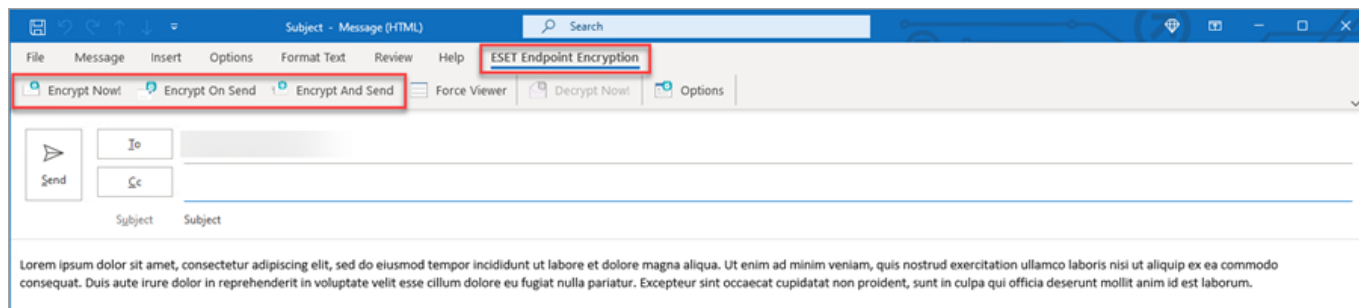 Subject - Message (HTML) Search
File Message Insert Options Format Text Review Help ESET Endpoint Encryption
Encrypt Now! Encrypt On Send Encrypt And Send Force Viewer Decrypt Now! Options
To
Send Cc
Subject Subject
Lorem ipsum dolor sit amet, consectetur adipiscing elit, sed do eiusmod tempor incididunt ut labore et dolore magna aliqua. Ut enim ad minim veniam, quis nostrud exercitation ullamco laboris nisi ut aliquip ex ea commodo
consequat. Duis aute irure dolor in reprehenderit in voluptate velit esse cillum dolore eu fugiat nulla pariatur. Excepteur sint occaecat cupidatat non proident, sunt in culpa qui officia deserunt mollit anim id est laborum.